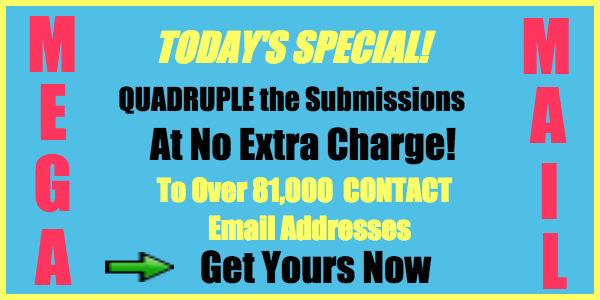 MEGA
TODAY'S SPECIAL!
QUADRUPLE the Submissions
At No Extra Charge!
To Over 81,000 CONTACT
Email Addresses
Get Yours Now
MAIL